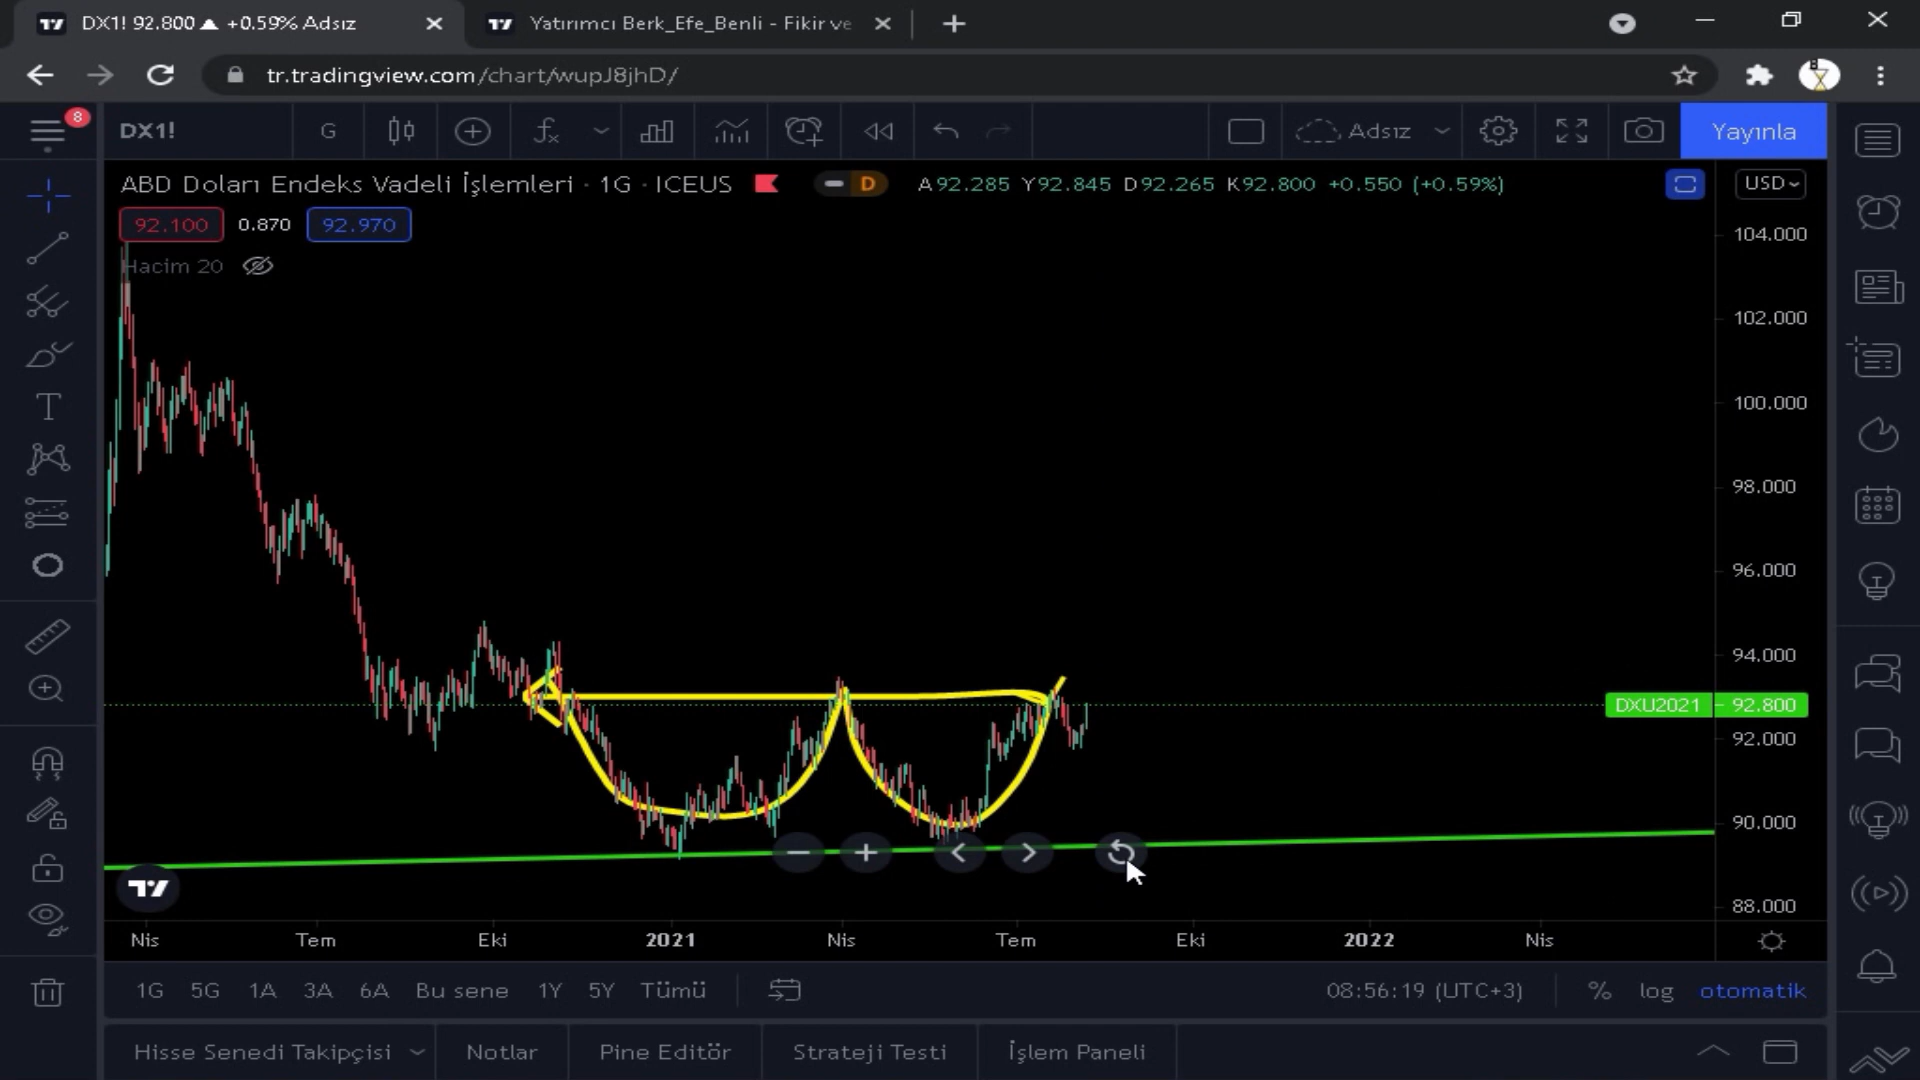 DX1! 92.800 ▲ +0.59% Adsız
Yatırımcı Berk_Efe_Benli - Fikir ve
tr.tradingview.com/chart/wupJ8jhD/
8
DX1!
G
Adsız
Yayınla
ABD Doları Endeks Vadeli İşlemleri · 1G · ICEUS
D
A92.285 Y92.845 D92.265 K92.800 +0.550 (+0.59%)
USD
92.100 0.870 92.970
Hacim 20
104.000
102.000
100.000
98.000
96.000
94.000
DXU2021 92.800
92.000
90.000
88.000
Nis Tem Eki 2021 Nis Tem Eki 2022 Nis
1G 5G 1A 3A 6A Bu sene 1Y 5Y Tümü
08:56:19 (UTC+3) % log otomatik
Hisse Senedi Takipçisi Notlar Pine Editör Strateji Testi İşlem Paneli